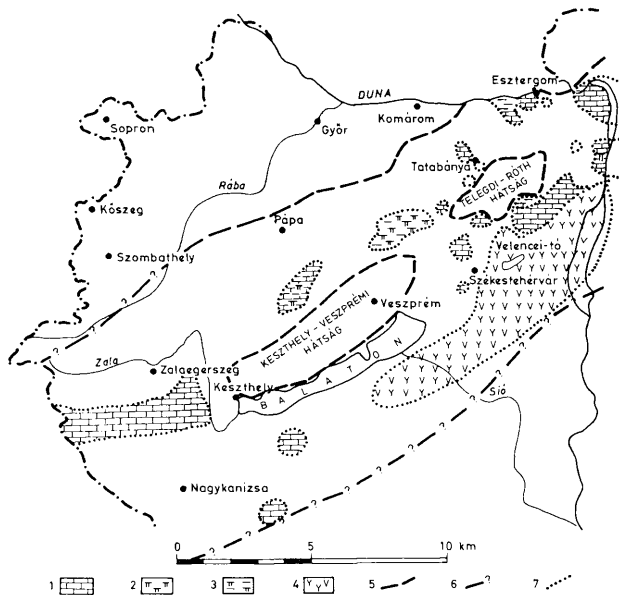 Esztergom
DUNA
Komárom
Győr
Sopron
Tatabánya
TELEGDI-RÓTH
HÁTSÁG
Rába
Kőszeg
Pápa
Velencei-tó
Szombathely
Székestehérvár
Veszprém
KESZTHELY-VESZPRÉMI
HÁTSÁG
Zala
Zalaegerszeg
Keszthely
BALATON
Sió
Nagykanizsa
0 5 10 km
1 2 3 4 5 6 ? 7